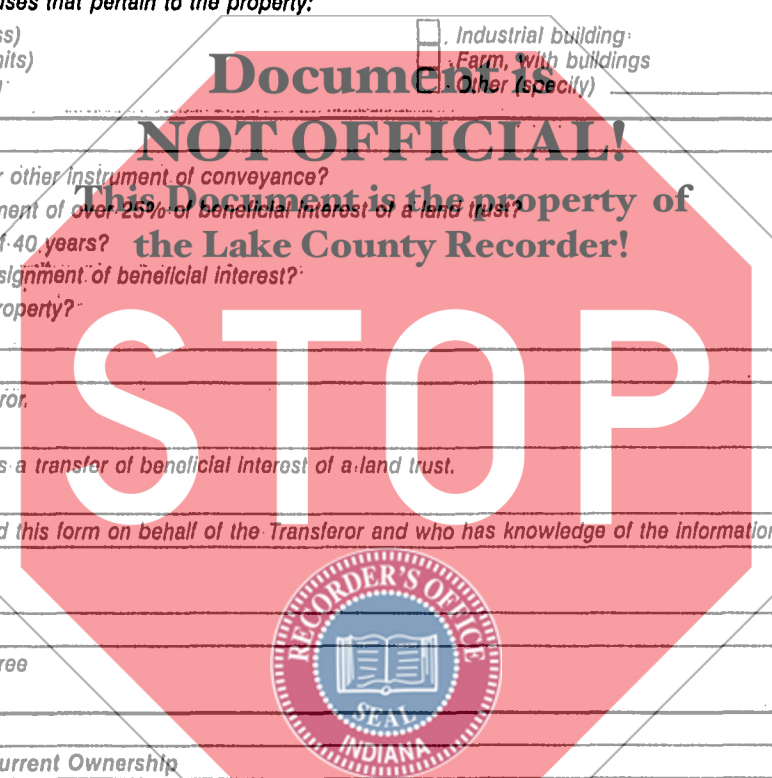 uses that pertain to the property:
ss)
Industrial building
nits)
Farm, with buildings
Other (specify)
Document is
NOT OFFICIAL!
r other instrument of conveyance?
This Document is the property of
ment of over 25% of beneficial interest of a land trust?
f 40 years?
the Lake County Recorder!
signment of beneficial interest?
roperty?
STOP
ror.
s a transfer of beneficial interest of a land trust.
d this form on behalf of the Transferor and who has knowledge of the information
RECORDER'S OFFICE
SEAL
INDIANA
ree
urrent Ownership